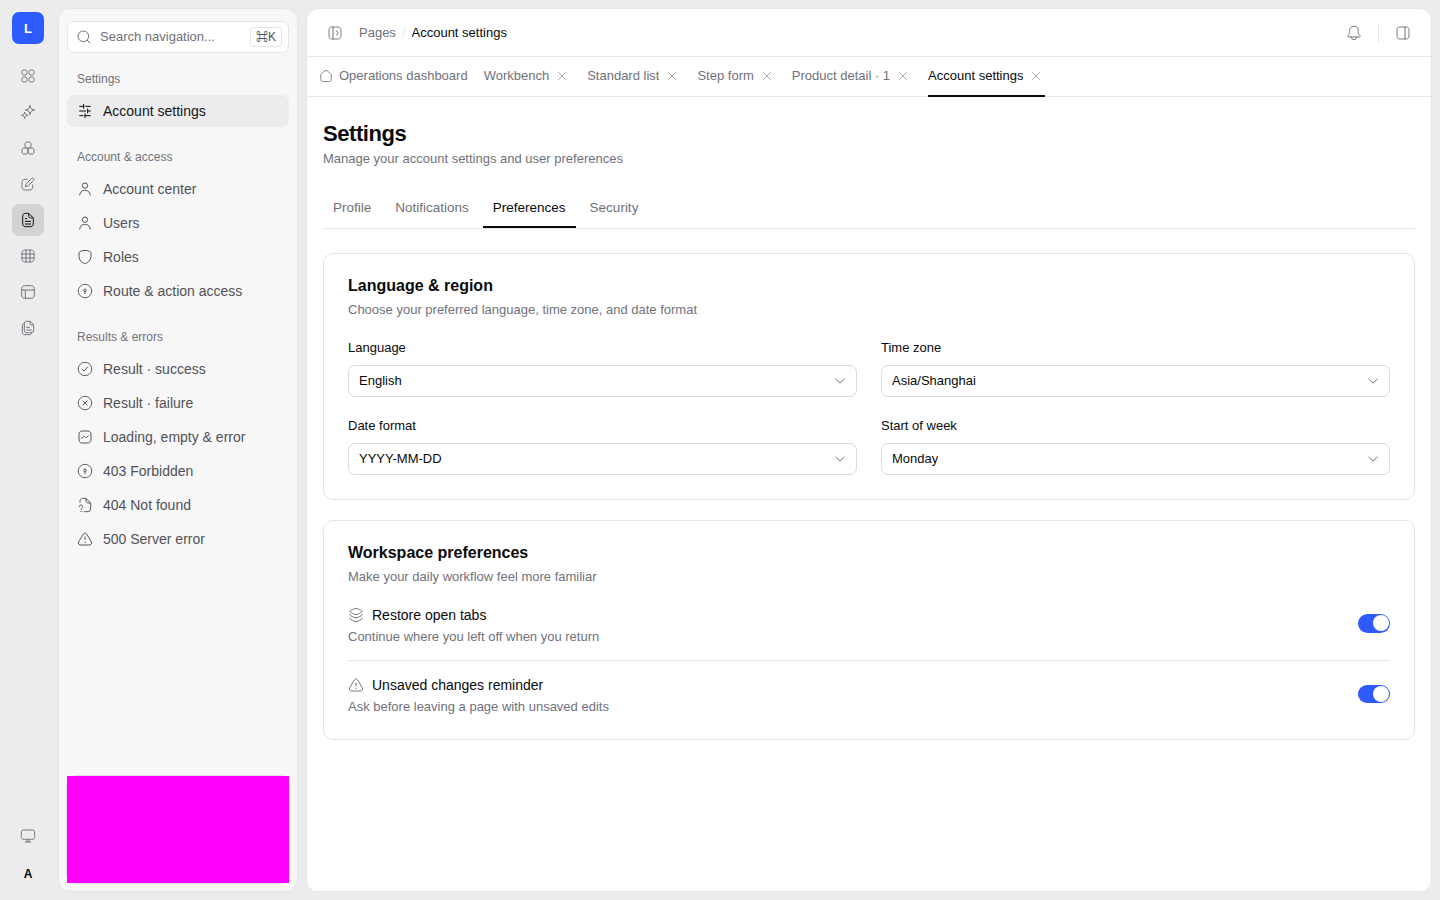 L
Search navigation...
⌘K
Settings
Account settings
Account & access
Account center
Users
Roles
Route & action access
Results & errors
Result · success
Result · failure
Loading, empty & error
403 Forbidden
404 Not found
500 Server error
A
Pages / Account settings
Operations dashboard Workbench Standard list Step form Product detail · 1 Account settings
Settings
Manage your account settings and user preferences
Profile Notifications Preferences Security
Language & region
Choose your preferred language, time zone, and date format
Language Time zone
English Asia/Shanghai
Date format Start of week
YYYY-MM-DD Monday
Workspace preferences
Make your daily workflow feel more familiar
Restore open tabs
Continue where you left off when you return
Unsaved changes reminder
Ask before leaving a page with unsaved edits